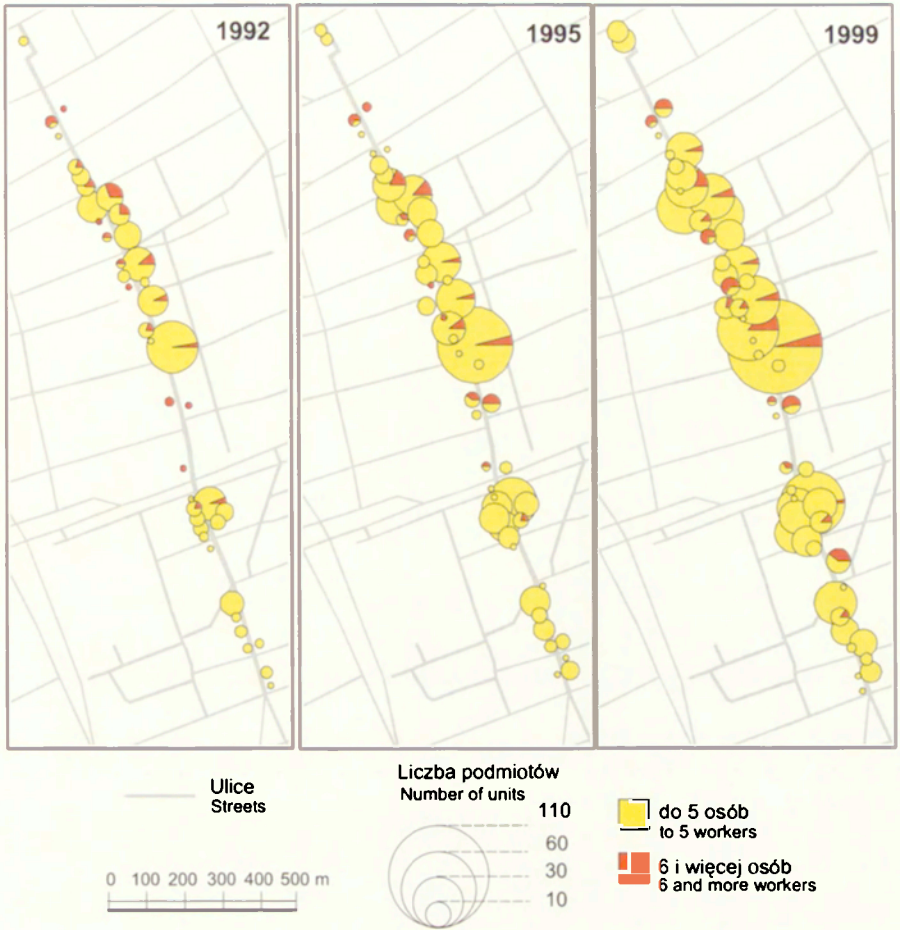 1992
1995
1999
Ulice
Streets
0 100 200 300 400 500 m
Liczba podmiotów
Number of units
110
60
30
10
do 5 osób
to 5 workers
6 i więcej osób
6 and more workers